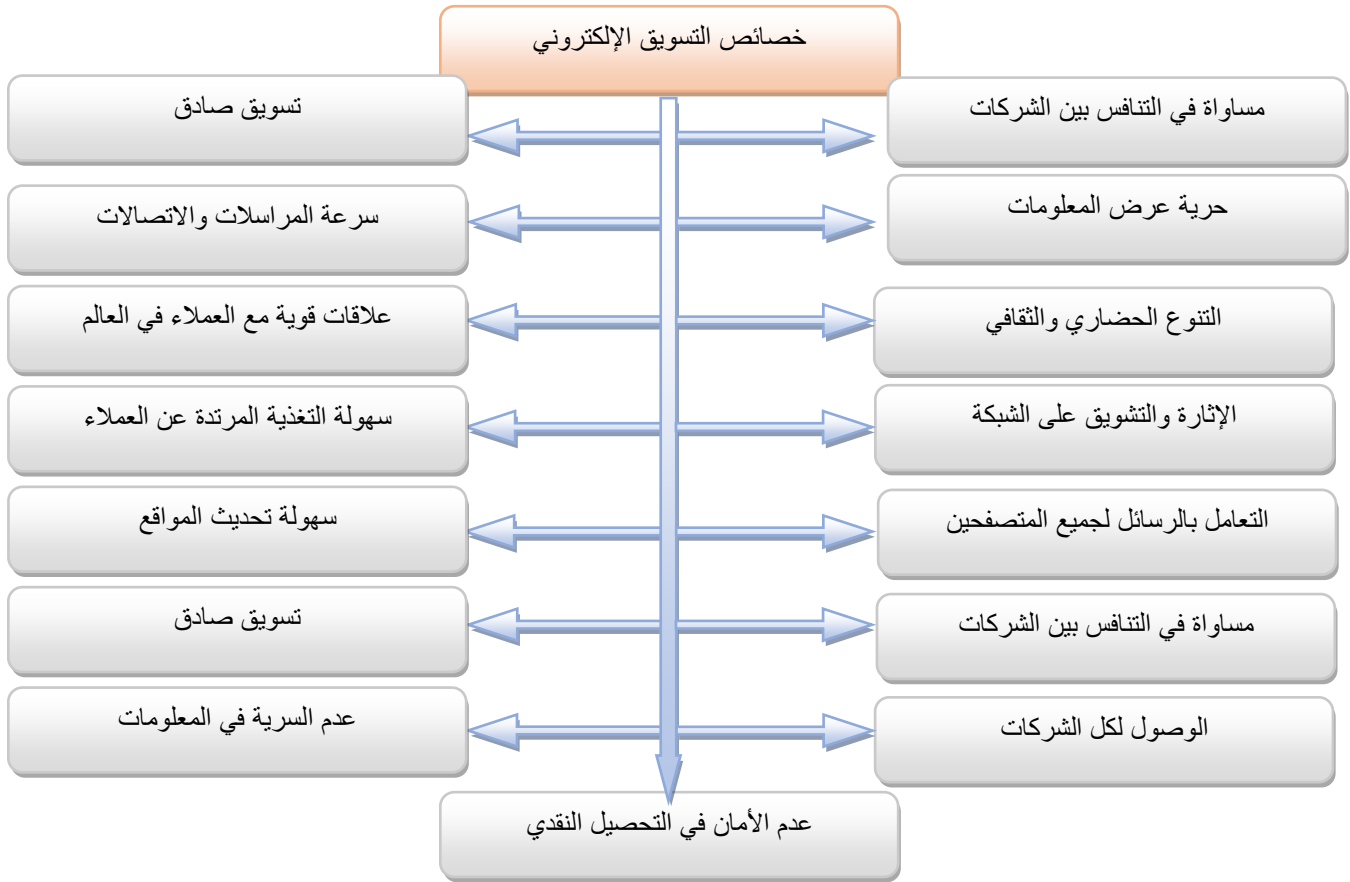 خصائص التسويق الإلكتروني
مساواة في التنافس بين الشركات
تسويق صادق
حرية عرض المعلومات
سرعة المراسلات والاتصالات
التنوع الحضاري والثقافي
علاقات قوية مع العملاء في العالم
الإثارة والتشويق على الشبكة
سهولة التغذية المرتدة عن العملاء
التعامل بالرسائل لجميع المتصفحين
سهولة تحديث المواقع
مساواة في التنافس بين الشركات
تسويق صادق
الوصول لكل الشركات
عدم السرية في المعلومات
عدم الأمان في التحصيل النقدي